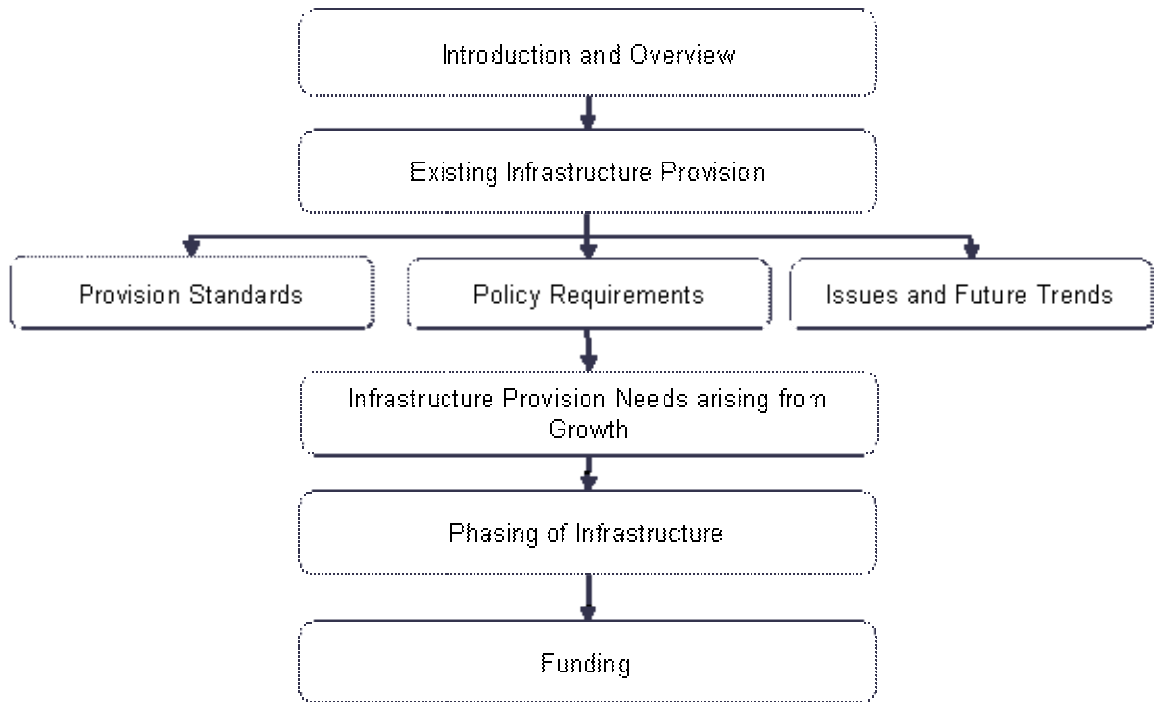 Introduction and Overview
Existing Infrastructure Provision
Provision Standards
Policy Requirements
Issues and Future Trends
Infrastructure Provision Needs arising from
Growth
Phasing of Infrastructure
Funding